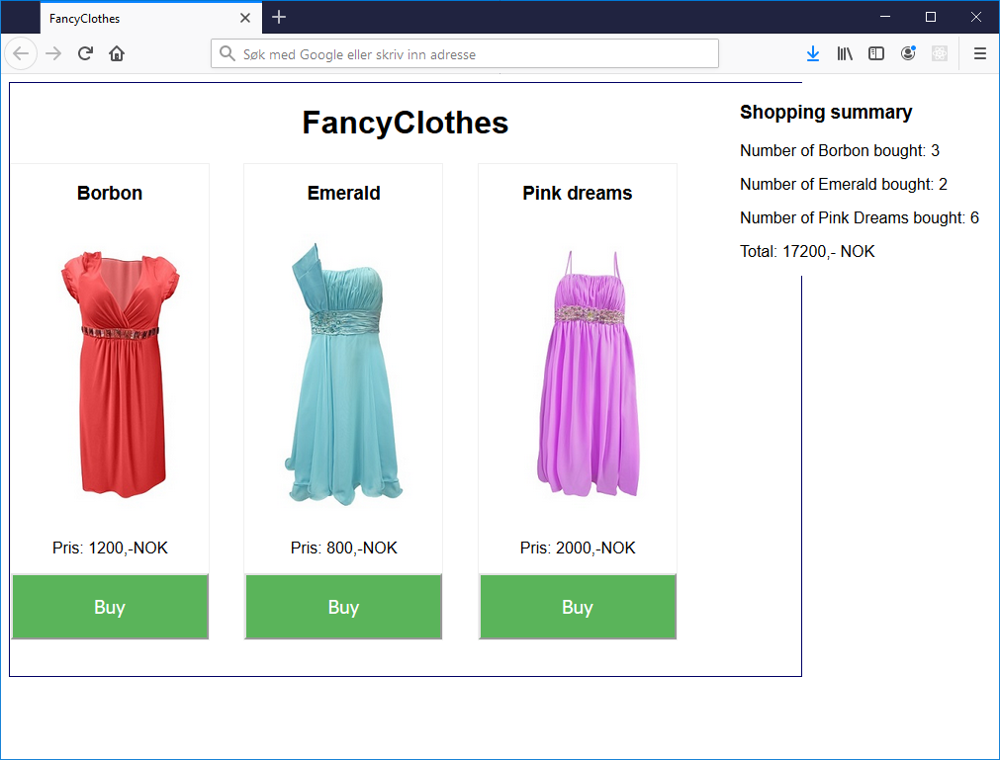 FancyClothes
Søk med Google eller skriv inn adresse
FancyClothes
Borbon
Pris: 1200,-NOK
Buy
Emerald
Pris: 800,-NOK
Buy
Pink dreams
Pris: 2000,-NOK
Buy
Shopping summary
Number of Borbon bought: 3
Number of Emerald bought: 2
Number of Pink Dreams bought: 6
Total: 17200,- NOK